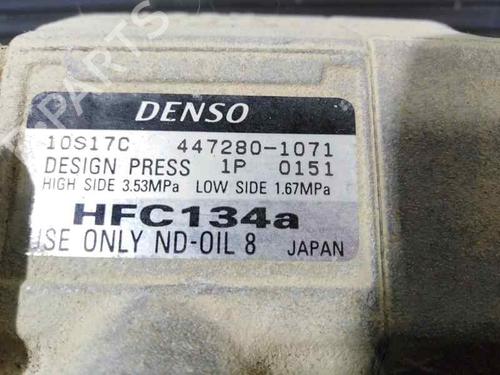 DENSO
10S17C 447280-1071
DESIGN PRESS 1P 0151
HIGH SIDE 3.53MPa LOW SIDE 1.67MPa
HFC134a
USE ONLY ND-OIL 8 JAPAN